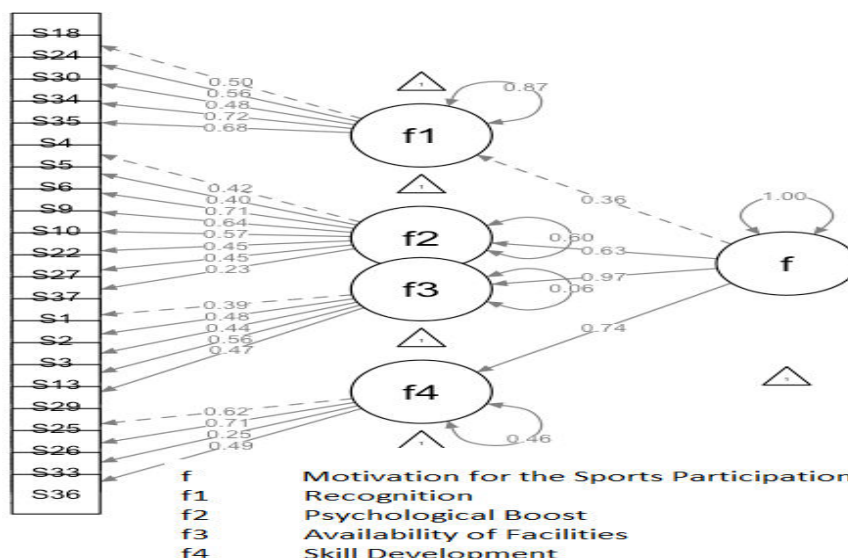 S18
S24
S30
S34
S35
S4
S5
S6
S9
S10
S22
S27
S37
S1
S2
S3
S13
S29
S25
S26
S33
S36
0.50
0.56
0.48
0.72
0.68
0.42
0.40
0.71
0.64
0.57
0.45
0.45
0.23
0.39
0.48
0.44
0.56
0.47
0.62
0.71
0.25
0.49
1
f1
0.87
1
f2
0.60
f3
0.06
1
f4
0.46
1
0.36
0.63
0.97
0.74
1.00
f
1
f Motivation for the Sports Participation
f1 Recognition
f2 Psychological Boost
f3 Availability of Facilities
f4 Skill Development